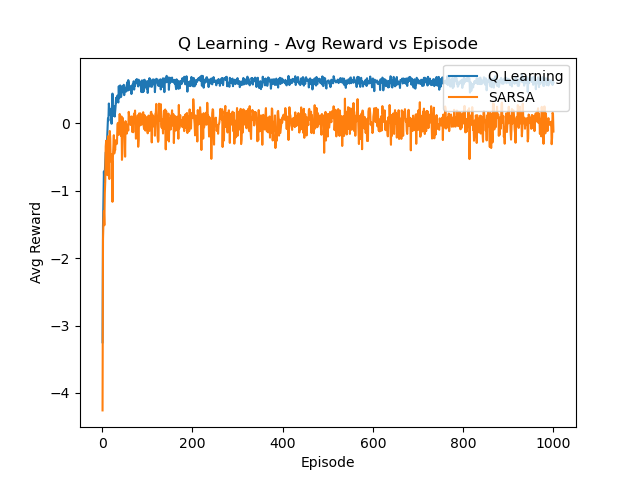 Q Learning - Avg Reward vs Episode
Q Learning
SARSA
Avg Reward
0
−1
−2
−3
−4
0
200
400
600
800
1000
Episode